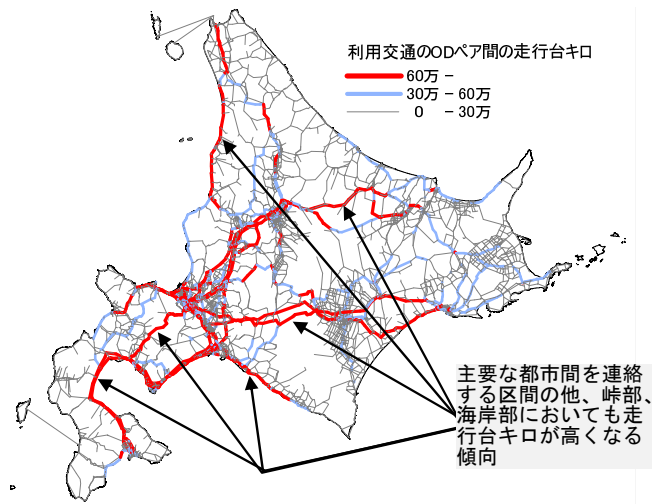 利用交通のODペア間の走行台キロ
60万 −
30万 − 60万
0 − 30万
主要な都市間を連絡
する区間の他、峠部、
海岸部においても走
行台キロが高くなる
傾向